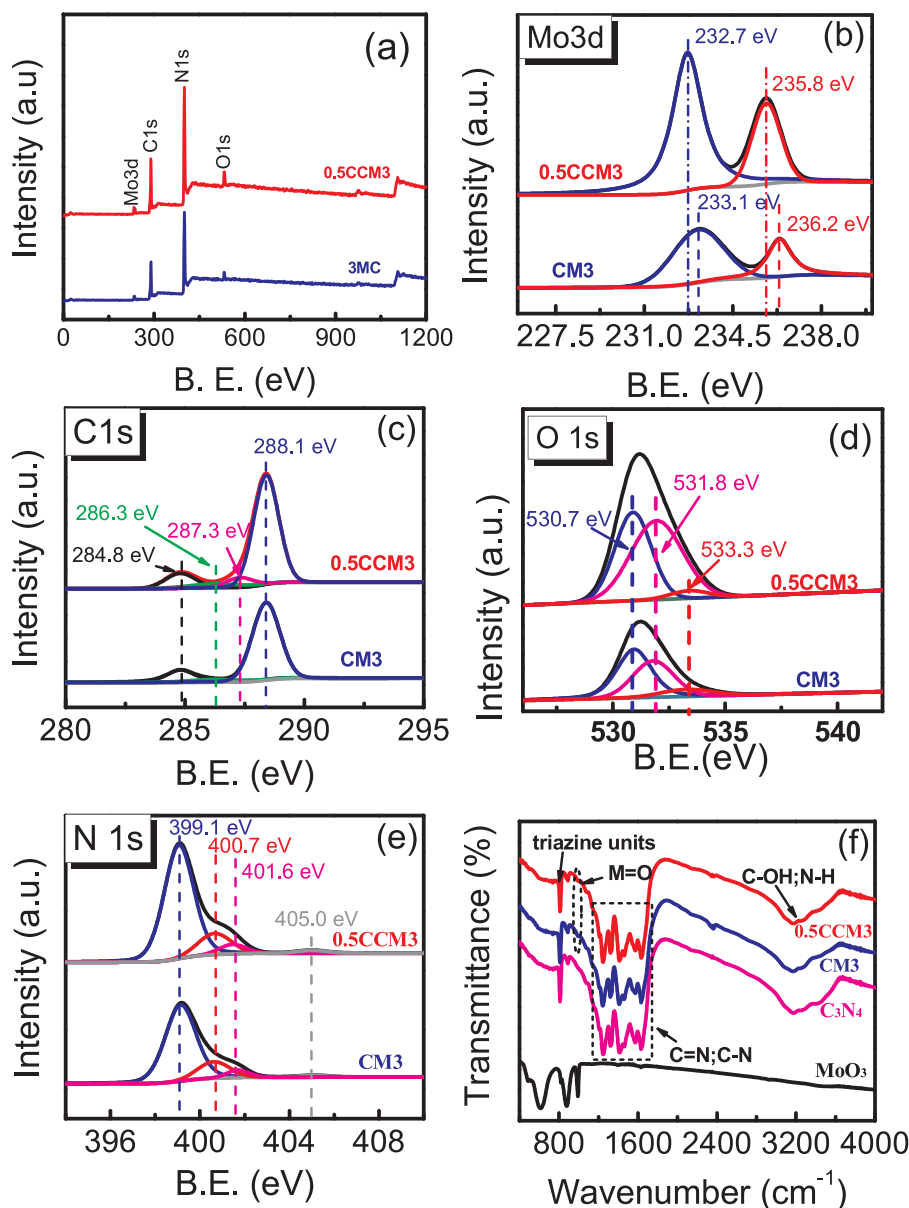 (a)
Intensity (a.u)
Mo3d
C1s
N1s
O1s
0.5CCM3
3MC
0 300 600 900 1200
B. E. (eV)
Mo3d
(b)
Intensity (a.u.)
232.7 eV
235.8 eV
0.5CCM3
233.1 eV
236.2 eV
CM3
227.5 231.0 234.5 238.0
B.E. (eV)
C1s
(c)
Intensity (a.u.)
288.1 eV
286.3 eV
287.3 eV
284.8 eV
0.5CCM3
CM3
280 285 290 295
B.E. (eV)
O 1s
(d)
Intensity (a.u.)
531.8 eV
530.7 eV
533.3 eV
0.5CCM3
CM3
530 535 540
B.E.(eV)
N 1s
(e)
Intensity (a.u.)
399.1 eV
400.7 eV
401.6 eV
405.0 eV
0.5CCM3
CM3
396 400 404 408
B.E. (eV)
(f)
Transmittance (%)
triazine units
M=O
C-OH;N-H
0.5CCM3
CM3
C₃N₄
C=N;C-N
MoO₃
800 1600 2400 3200 4000
Wavenumber (cm⁻¹)